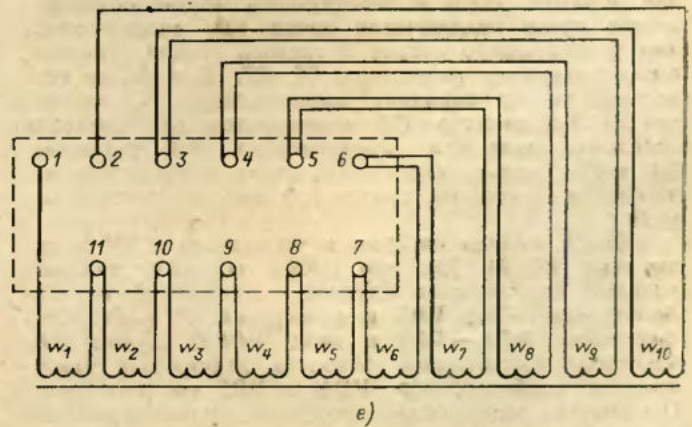 1 2 3 4 5 6
11 10 9 8 7
w₁ w₂ w₃ w₄ w₅ w₆ w₇ w₈ w₉ w₁₀
е)